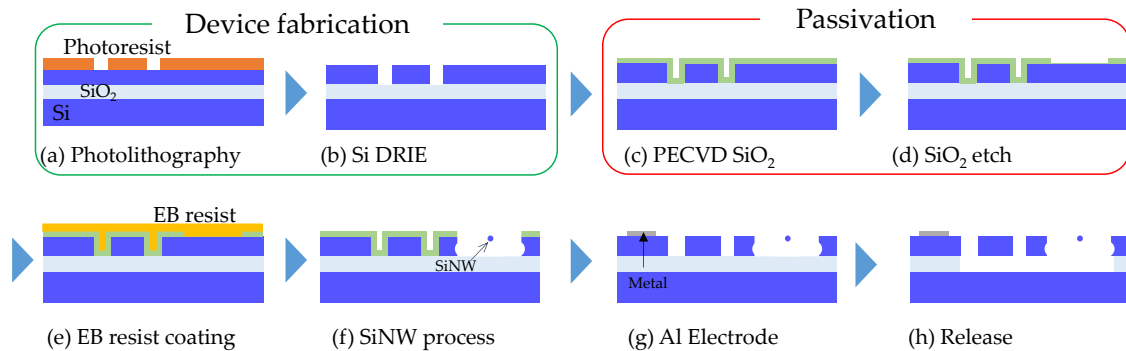 Device fabrication
Passivation
Photoresist
SiO₂
Si
(a) Photolithography
(b) Si DRIE
(c) PECVD SiO₂
(d) SiO₂ etch
EB resist
SiNW
Metal
(e) EB resist coating
(f) SiNW process
(g) Al Electrode
(h) Release